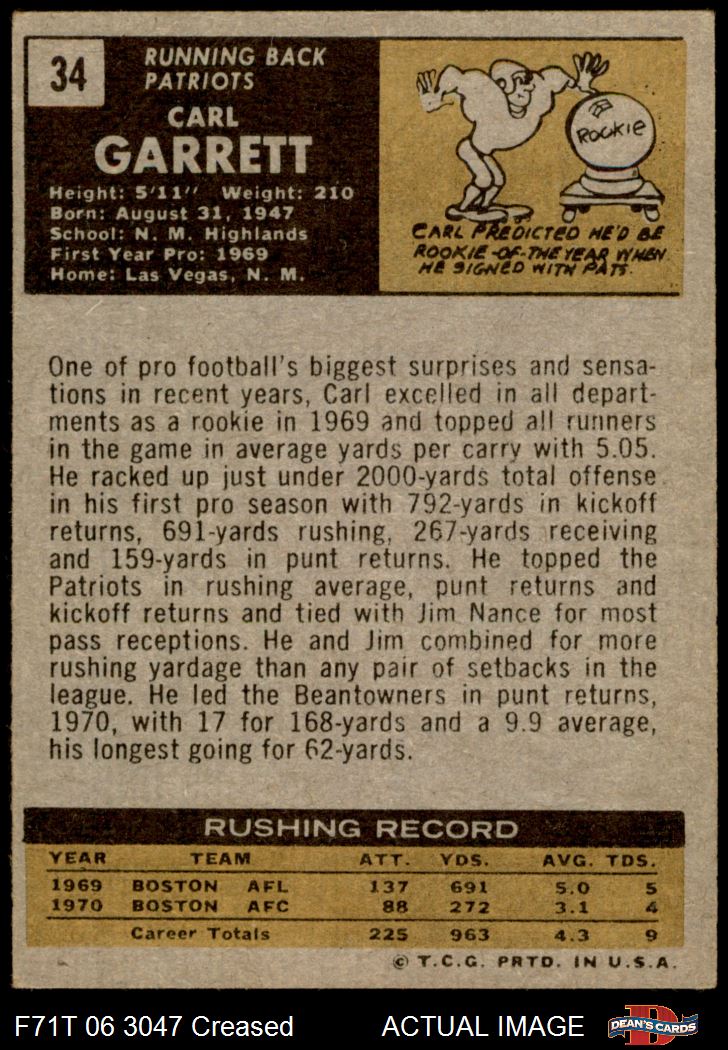 34
RUNNING BACK
PATRIOTS
CARL
GARRETT
Height: 5'11" Weight: 210
Born: August 31, 1947
School: N. M. Highlands
First Year Pro: 1969
Home: Las Vegas, N. M.
ROOKIE
CARL PREDICTED HE'D BE
ROOKIE-OF-THE YEAR WHEN
HE SIGNED WITH PATS.
One of pro football's biggest surprises and sensa-
tions in recent years, Carl excelled in all depart-
ments as a rookie in 1969 and topped all runners
in the game in average yards per carry with 5.05.
He racked up just under 2000-yards total offense
in his first pro season with 792-yards in kickoff
returns, 691-yards rushing, 267-yards receiving
and 159-yards in punt returns. He topped the
Patriots in rushing average, punt returns and
kickoff returns and tied with Jim Nance for most
pass receptions. He and Jim combined for more
rushing yardage than any pair of setbacks in the
league. He led the Beantowners in punt returns,
1970, with 17 for 168-yards and a 9.9 average,
his longest going for 62-yards.
RUSHING RECORD
YEAR TEAM ATT. YDS. AVG. TDS.
1969 BOSTON AFL 137 691 5.0 5
1970 BOSTON AFC 88 272 3.1 4
Career Totals 225 963 4.3 9
© T.C.G. PRTD. IN U.S.A.
F71T 06 3047 Creased ACTUAL IMAGE
D
DEAN'S CARDS